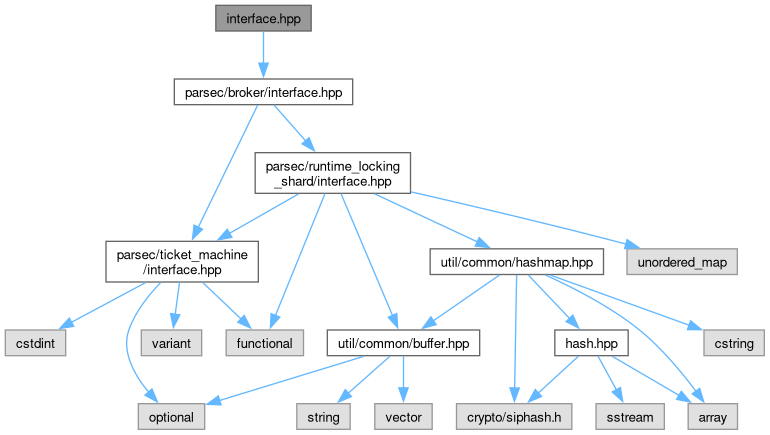 interface.hpp
parsec/broker/interface.hpp
parsec/runtime_locking
_shard/interface.hpp
parsec/ticket_machine
/interface.hpp
util/common/hashmap.hpp
unordered_map
cstdint
variant
functional
util/common/buffer.hpp
hash.hpp
cstring
optional
string
vector
crypto/siphash.h
sstream
array